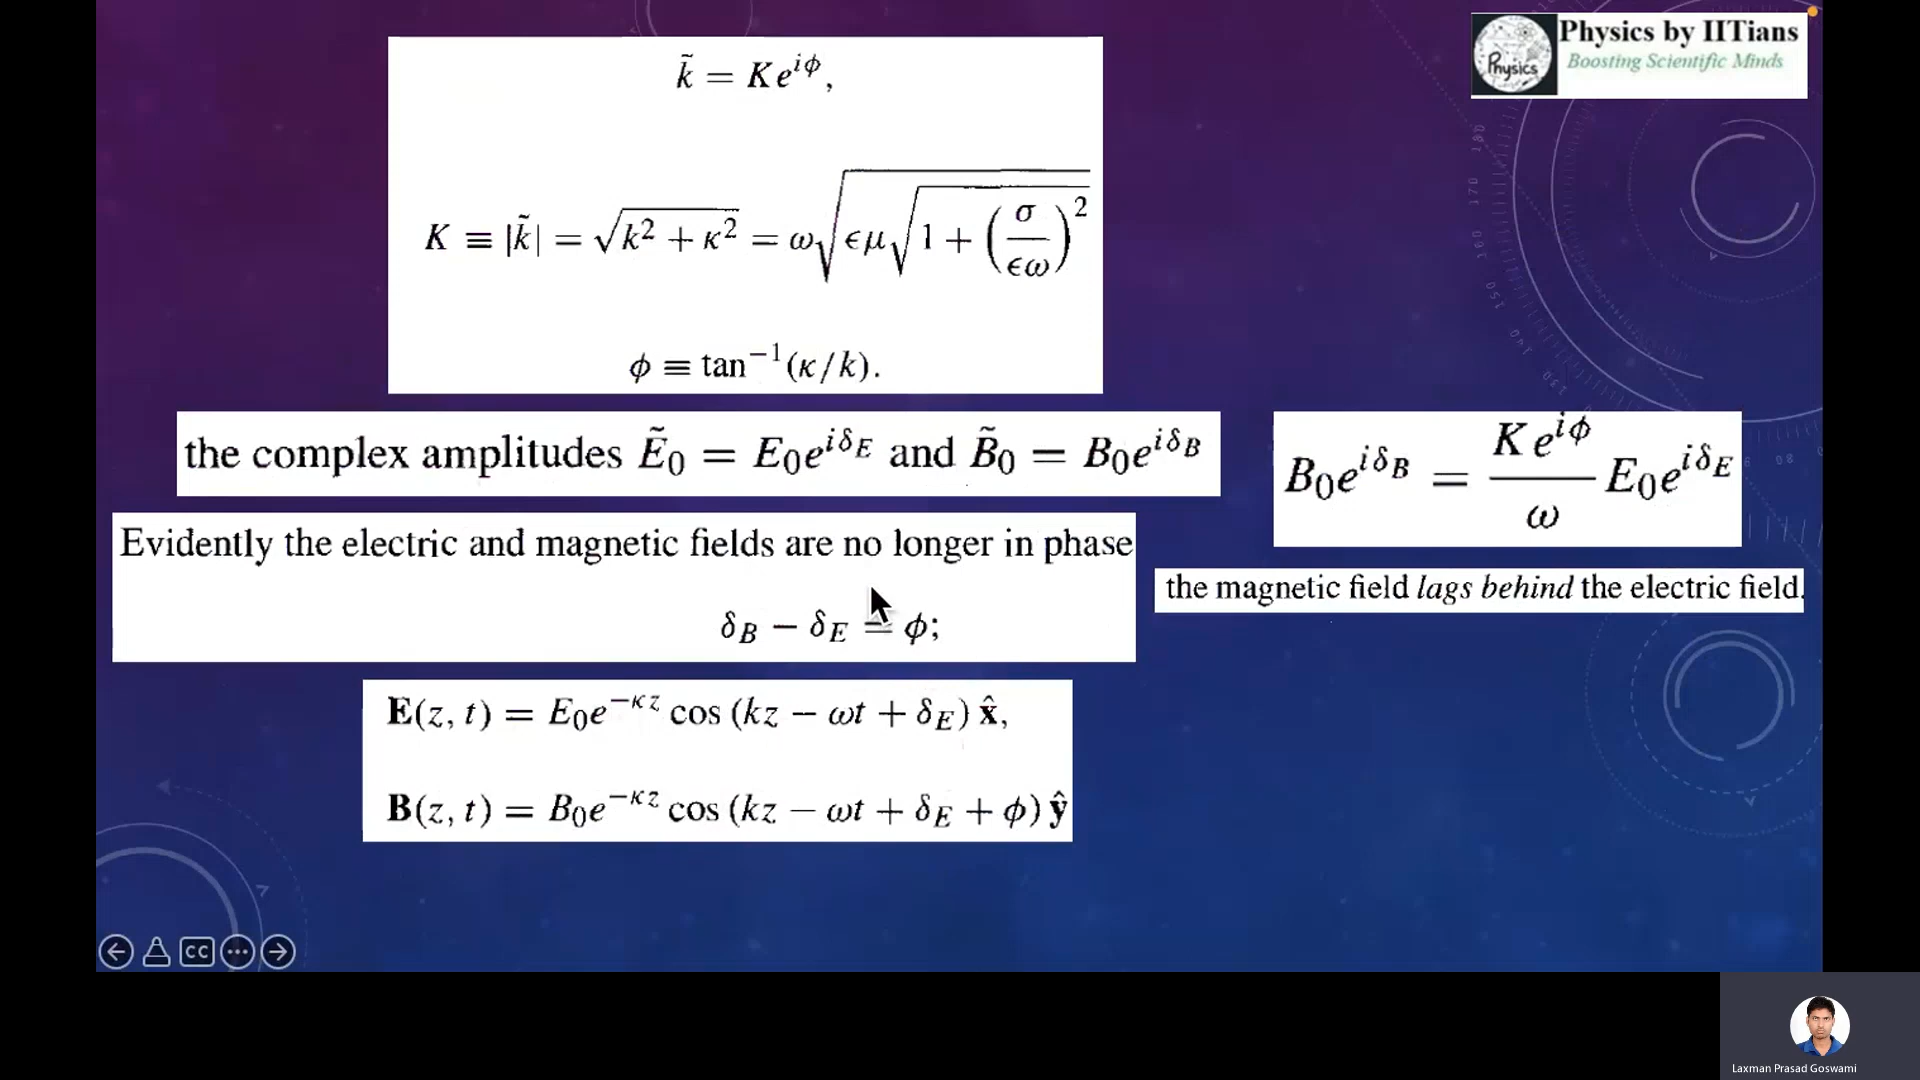 Physics by IITians
Boosting Scientific Minds
Physics
k̃ = Ke^{iϕ},
K ≡ |k̃| = √(k² + κ²) = ω√(ϵμ√(1 + (σ/ϵω)²))
ϕ ≡ tan⁻¹(κ/k).
the complex amplitudes Ẽ₀ = E₀e^{iδ_E} and B̃₀ = B₀e^{iδ_B}
B₀e^{iδ_B} = (Ke^{iϕ}/ω) E₀e^{iδ_E}
Evidently the electric and magnetic fields are no longer in phase
δ_B − δ_E = ϕ;
the magnetic field lags behind the electric field.
E(z, t) = E₀e^{−κz} cos (kz − ωt + δ_E) x̂,
B(z, t) = B₀e^{−κz} cos (kz − ωt + δ_E + ϕ) ŷ
CC
Laxman Prasad Goswami